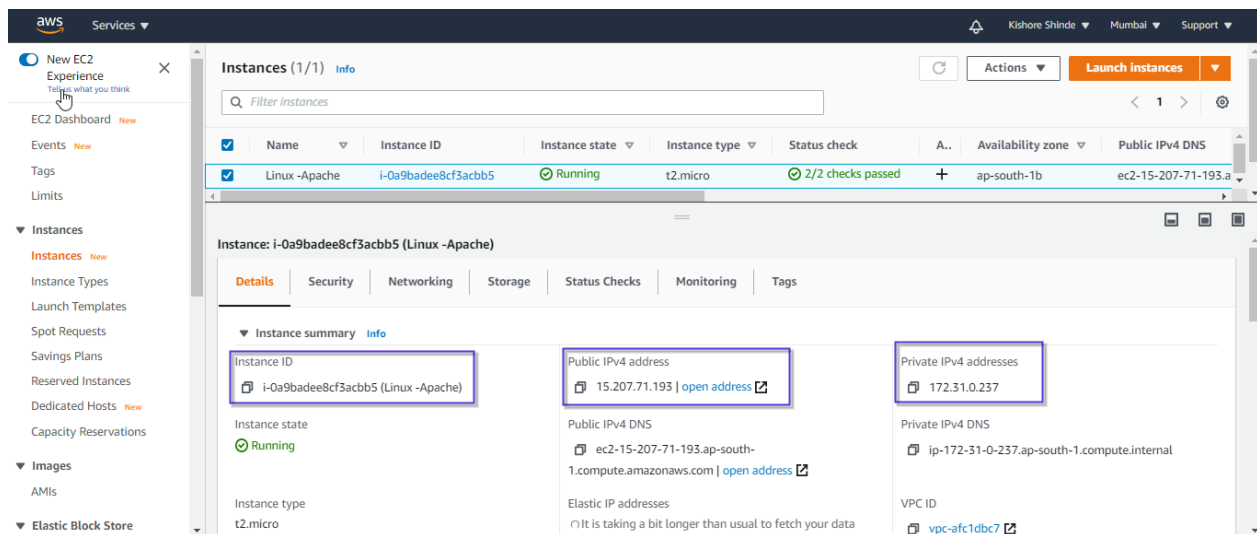 aws
Services
Kishore Shinde
Mumbai
Support
New EC2
Experience
Tell us what you think
EC2 Dashboard New
Events New
Tags
Limits
Instances
Instances New
Instance Types
Launch Templates
Spot Requests
Savings Plans
Reserved Instances
Dedicated Hosts New
Capacity Reservations
Images
AMIs
Elastic Block Store
Instances (1/1) Info
Actions
Launch instances
Filter instances
1
Name Instance ID Instance state Instance type Status check A.. Availability zone Public IPv4 DNS
Linux -Apache i-0a9badee8cf3acbb5 Running t2.micro 2/2 checks passed + ap-south-1b ec2-15-207-71-193.a
Instance: i-0a9badee8cf3acbb5 (Linux -Apache)
Details Security Networking Storage Status Checks Monitoring Tags
Instance summary Info
Instance ID
i-0a9badee8cf3acbb5 (Linux -Apache)
Public IPv4 address
15.207.71.193 | open address
Private IPv4 addresses
172.31.0.237
Instance state
Running
Public IPv4 DNS
ec2-15-207-71-193.ap-south-
1.compute.amazonaws.com | open address
Private IPv4 DNS
ip-172-31-0-237.ap-south-1.compute.internal
Instance type
t2.micro
Elastic IP addresses
It is taking a bit longer than usual to fetch your data
VPC ID
vpc-afc1dbc7